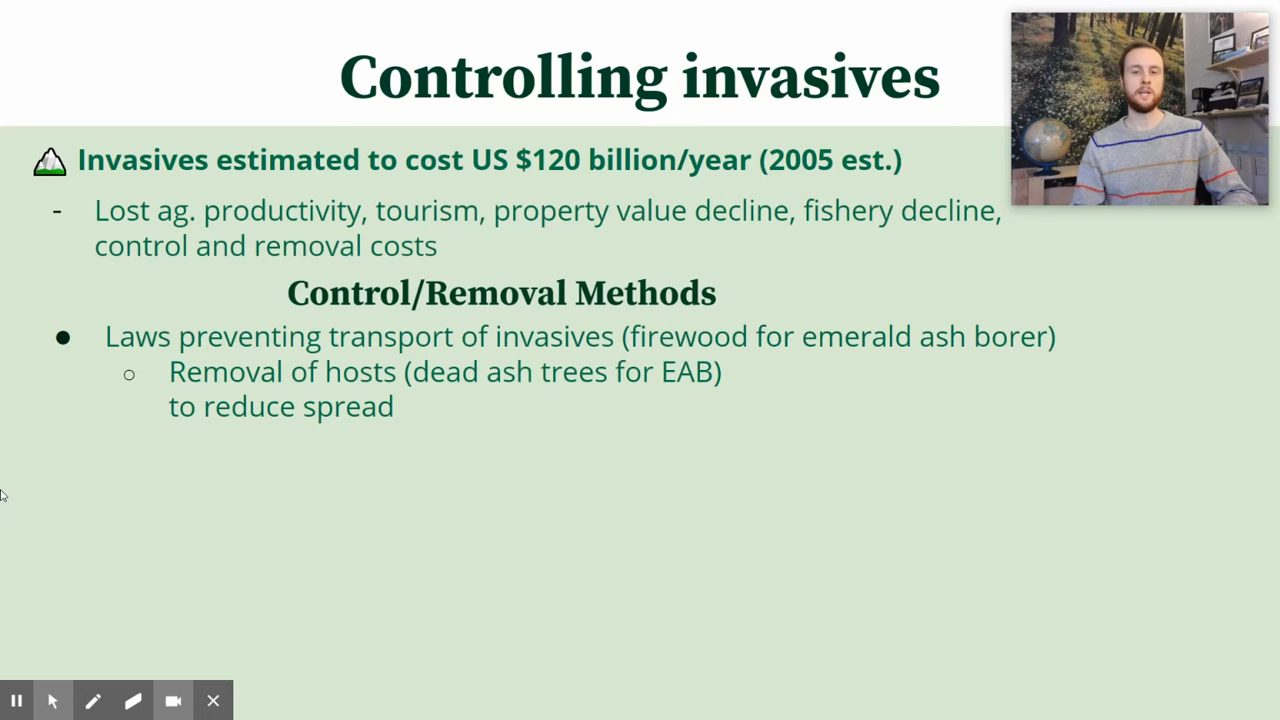 Controlling invasives
Invasives estimated to cost US $120 billion/year (2005 est.)
- Lost ag. productivity, tourism, property value decline, fishery decline,
control and removal costs
Control/Removal Methods
● Laws preventing transport of invasives (firewood for emerald ash borer)
○ Removal of hosts (dead ash trees for EAB)
to reduce spread